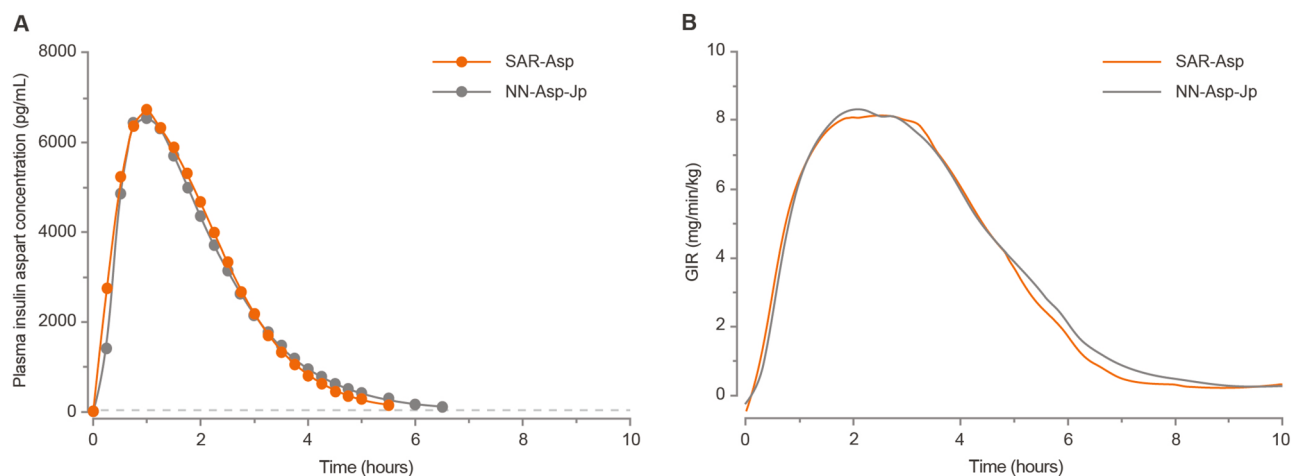 A
Plasma insulin aspart concentration (pg/mL)
8000
6000
4000
2000
0
SAR-Asp
NN-Asp-Jp
0 2 4 6 8 10
Time (hours)
B
GIR (mg/min/kg)
10
8
6
4
2
0
SAR-Asp
NN-Asp-Jp
0 2 4 6 8 10
Time (hours)